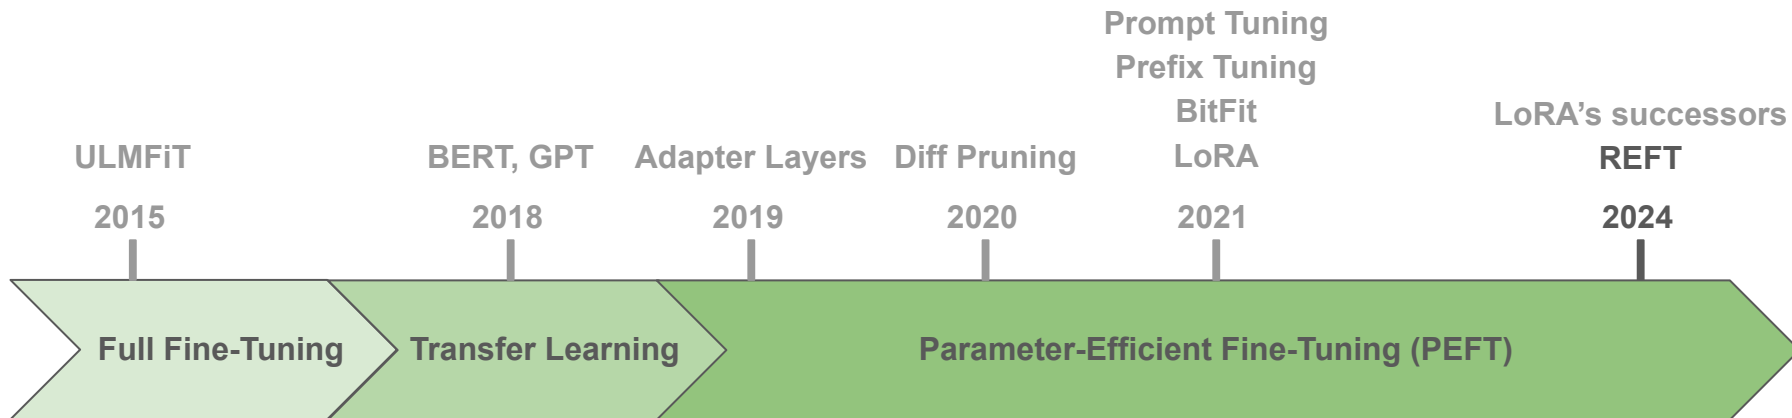 Prompt Tuning
Prefix Tuning
BitFit
LoRA
LoRA's successors
REFT
ULMFiT
BERT, GPT
Adapter Layers
Diff Pruning
2015
2018
2019
2020
2021
2024
Full Fine-Tuning
Transfer Learning
Parameter-Efficient Fine-Tuning (PEFT)